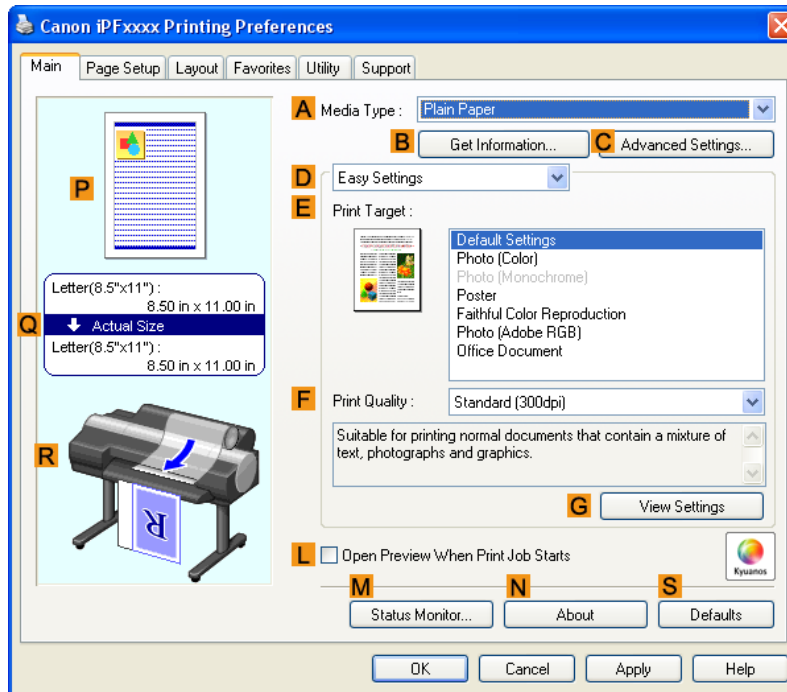 Canon iPFxxxx Printing Preferences
Main Page Setup Layout Favorites Utility Support
A Media Type : Plain Paper
B Get Information... C Advanced Settings...
D Easy Settings
E Print Target :
Default Settings
Photo (Color)
Photo (Monochrome)
Poster
Faithful Color Reproduction
Photo (Adobe RGB)
Office Document
F Print Quality : Standard (300dpi)
Suitable for printing normal documents that contain a mixture of
text, photographs and graphics.
G View Settings
P
Letter(8.5"x11") :
8.50 in x 11.00 in
Q Actual Size
Letter(8.5"x11") :
8.50 in x 11.00 in
R
R
L Open Preview When Print Job Starts
Kyuanos
M Status Monitor... N About S Defaults
OK Cancel Apply Help